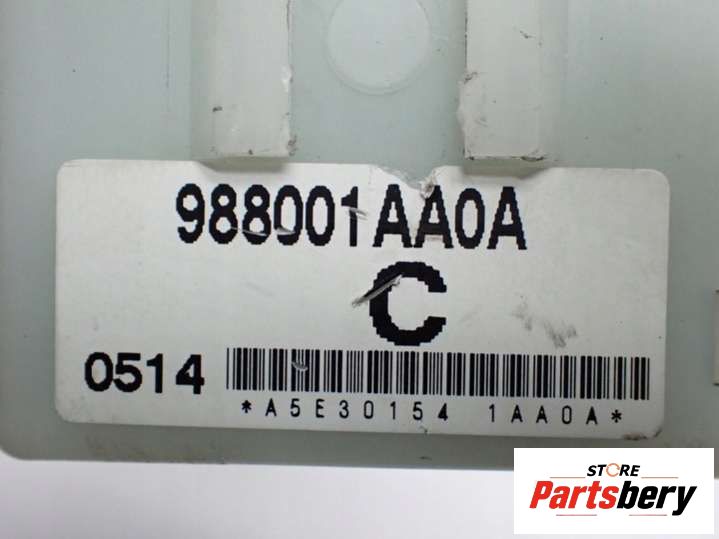 988001AA0A
C
0514
*A5E30154 1AA0A*
STORE
Partsbery